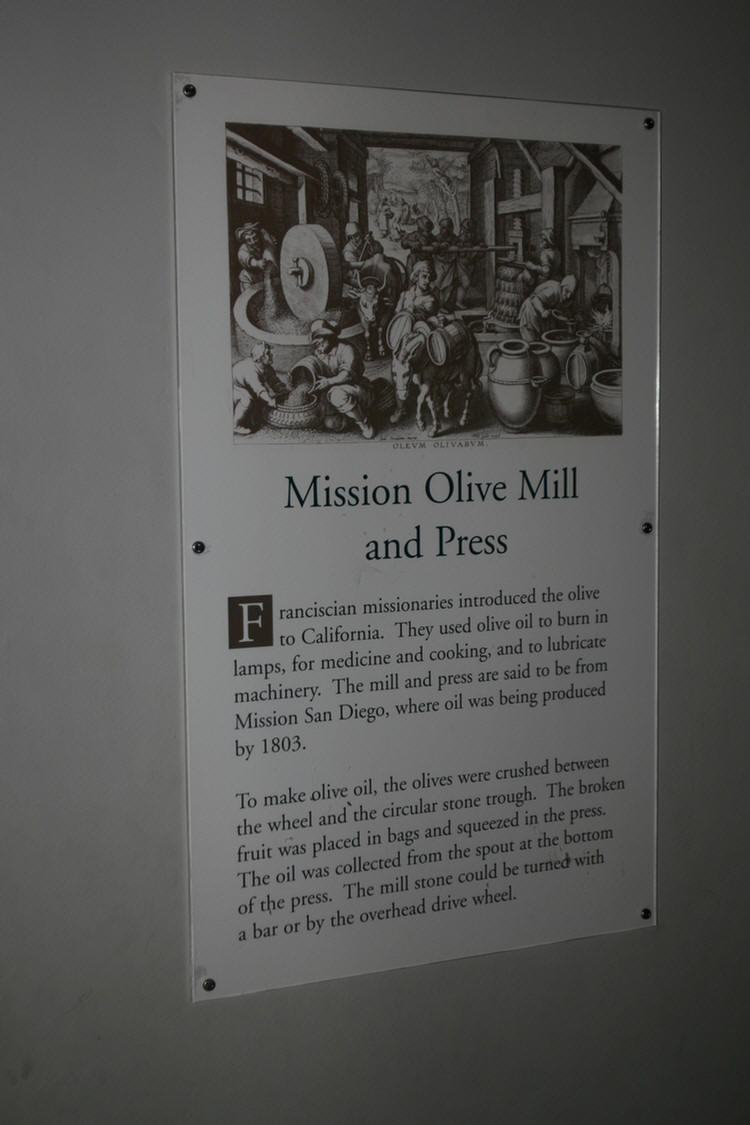 OLEVM OLIVARVM.
Mission Olive Mill
and Press
Franciscian missionaries introduced the olive
to California. They used olive oil to burn in
lamps, for medicine and cooking, and to lubricate
machinery. The mill and press are said to be from
Mission San Diego, where oil was being produced
by 1803.
To make olive oil, the olives were crushed between
the wheel and the circular stone trough. The broken
fruit was placed in bags and squeezed in the press.
The oil was collected from the spout at the bottom
of the press. The mill stone could be turned with
a bar or by the overhead drive wheel.